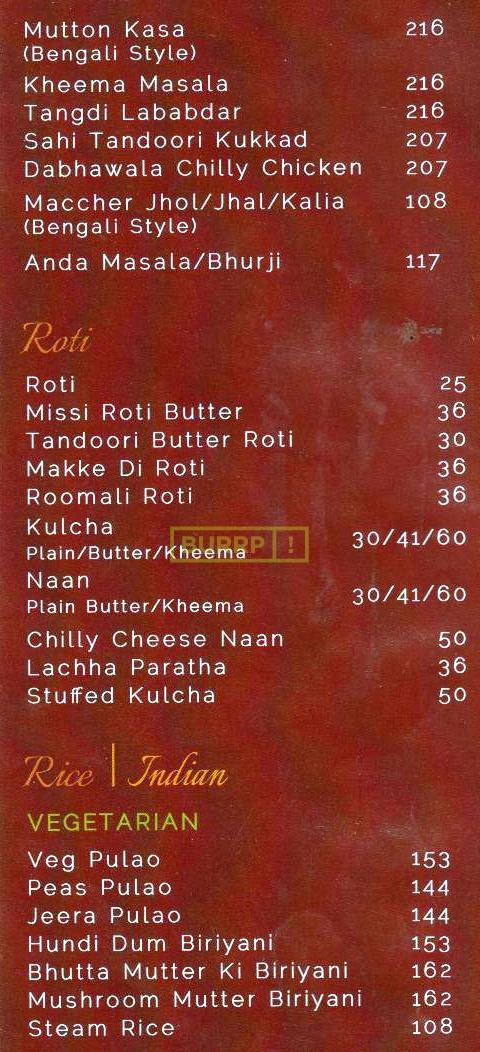 Mutton Kasa 216
(Bengali Style)
Kheema Masala 216
Tangdi Lababdar 216
Sahi Tandoori Kukkad 207
Dabhawala Chilly Chicken 207
Maccher Jhol/Jhal/Kalia 108
(Bengali Style)
Anda Masala/Bhurji 117
Roti
Roti 25
Missi Roti Butter 36
Tandoori Butter Roti 30
Makke Di Roti 36
Roomali Roti 36
Kulcha 30/41/60
Plain/Butter/Kheema
BURRP!
Naan 30/41/60
Plain Butter/Kheema
Chilly Cheese Naan 50
Lachha Paratha 36
Stuffed Kulcha 50
Rice | Indian
VEGETARIAN
Veg Pulao 153
Peas Pulao 144
Jeera Pulao 144
Hundi Dum Biriyani 153
Bhutta Mutter Ki Biriyani 162
Mushroom Mutter Biriyani 162
Steam Rice 108